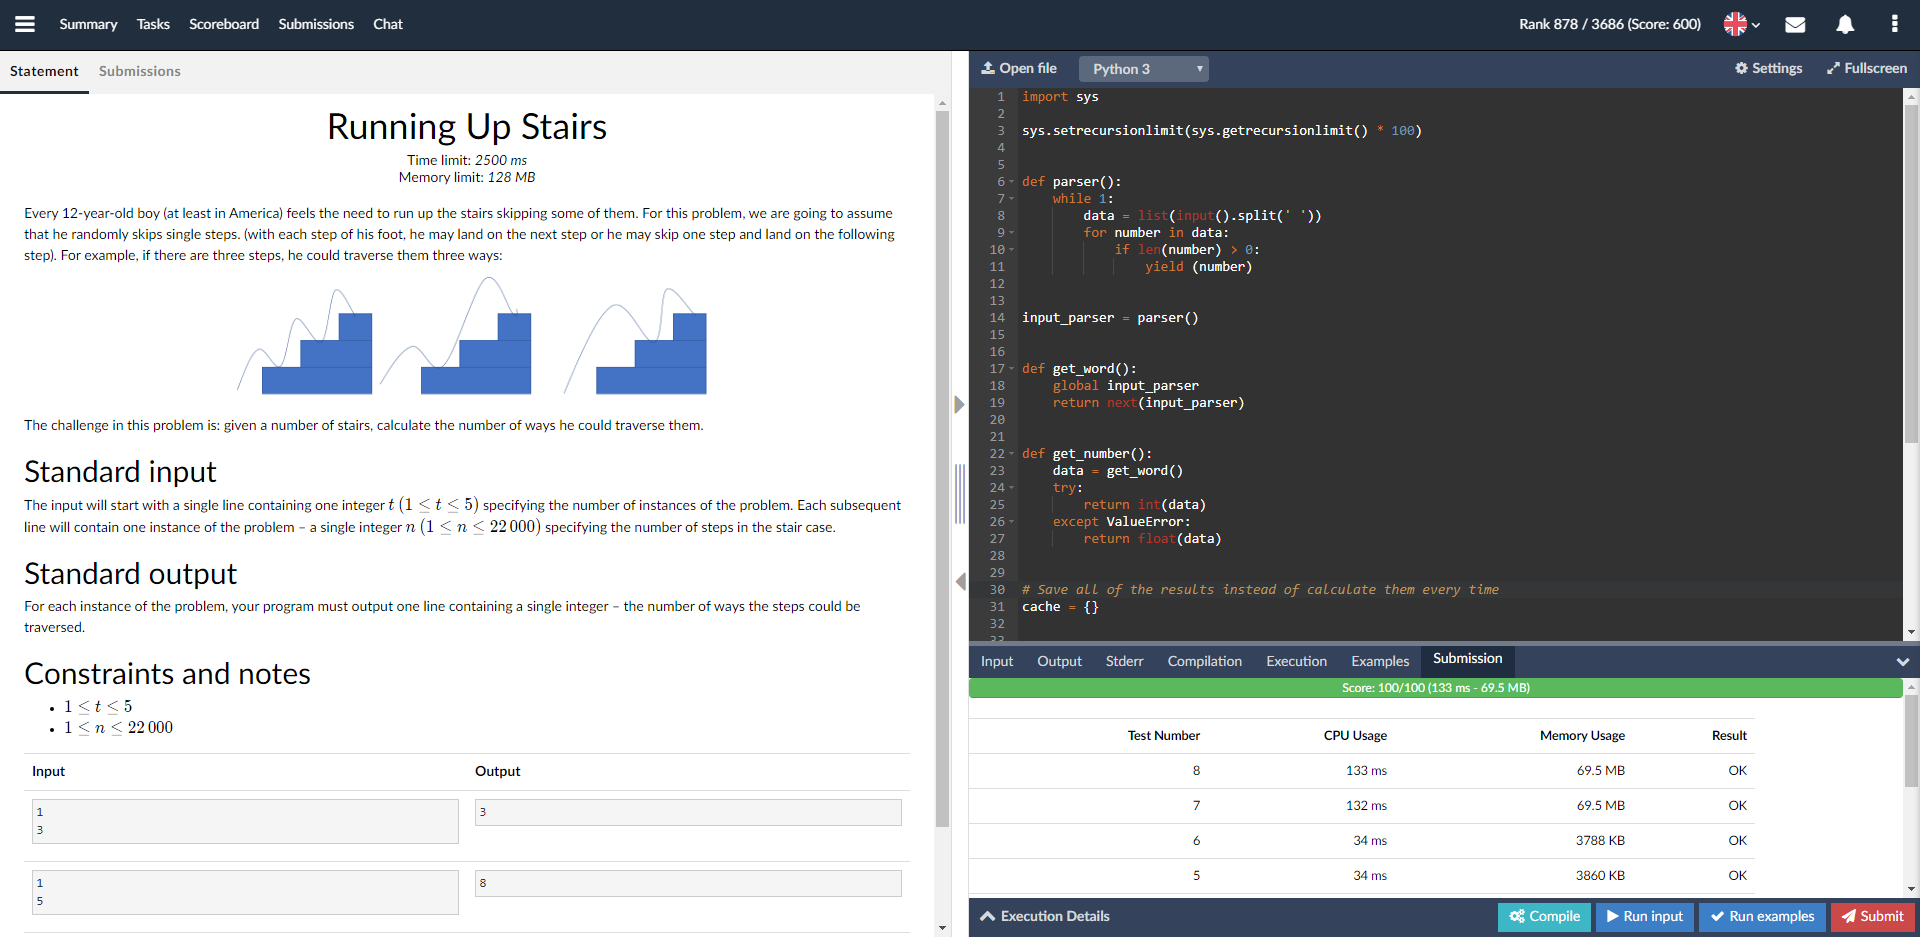 Summary Tasks Scoreboard Submissions Chat
Rank 878 / 3686 (Score: 600)
Statement Submissions
Running Up Stairs
Time limit: 2500 ms
Memory limit: 128 MB
Every 12-year-old boy (at least in America) feels the need to run up the stairs skipping some of them. For this problem, we are going to assume
that he randomly skips single steps. (with each step of his foot, he may land on the next step or he may skip one step and land on the following
step). For example, if there are three steps, he could traverse them three ways:
The challenge in this problem is: given a number of stairs, calculate the number of ways he could traverse them.
Standard input
The input will start with a single line containing one integer t (1 ≤ t ≤ 5) specifying the number of instances of the problem. Each subsequent
line will contain one instance of the problem – a single integer n (1 ≤ n ≤ 22 000) specifying the number of steps in the stair case.
Standard output
For each instance of the problem, your program must output one line containing a single integer – the number of ways the steps could be
traversed.
Constraints and notes
• 1 ≤ t ≤ 5
• 1 ≤ n ≤ 22 000
Input Output
1
3
3
1
5
8
Open file Python 3 Settings Fullscreen
1 import sys
2
3 sys.setrecursionlimit(sys.getrecursionlimit() * 100)
4
5
6 def parser():
7     while 1:
8         data = list(input().split(' '))
9         for number in data:
10             if len(number) > 0:
11                 yield (number)
12
13
14 input_parser = parser()
15
16
17 def get_word():
18     global input_parser
19     return next(input_parser)
20
21
22 def get_number():
23     data = get_word()
24     try:
25         return int(data)
26     except ValueError:
27         return float(data)
28
29
30 # Save all of the results instead of calculate them every time
31 cache = {}
32
33
Input Output Stderr Compilation Execution Examples Submission
Score: 100/100 (133 ms - 69.5 MB)
Test Number CPU Usage Memory Usage Result
8 133 ms 69.5 MB OK
7 132 ms 69.5 MB OK
6 34 ms 3788 KB OK
5 34 ms 3860 KB OK
Execution Details Compile Run input Run examples Submit